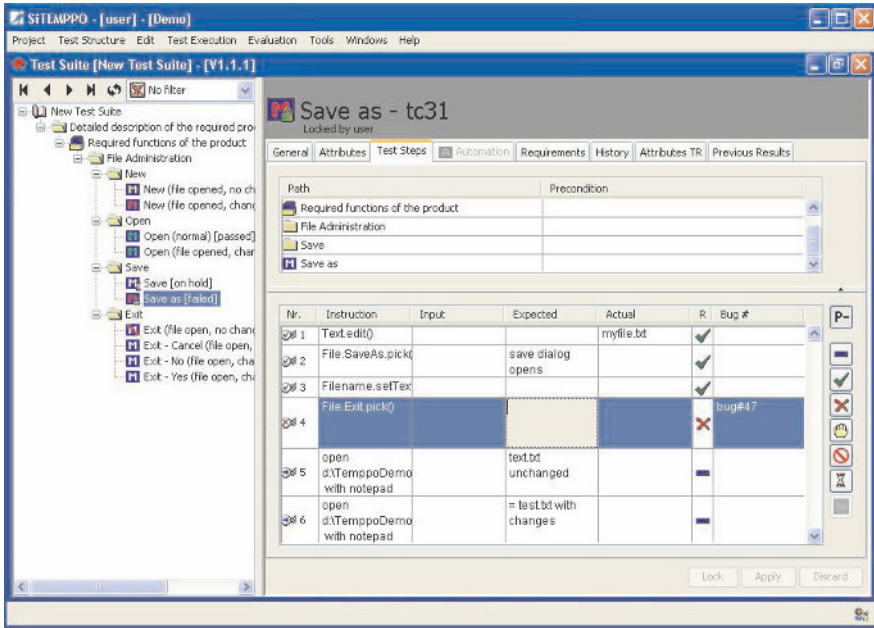 SiTEMPPO - [user] - [Demo]
Project Test Structure Edit Test Execution Evaluation Tools Windows Help
Test Suite [New Test Suite] - [V1.1.1]
No filter
New Test Suite
Detailed description of the required pro
Required functions of the product
File Administration
New
New (file opened, no ch
New (file opened, chang
Open
Open (normal) [passed]
Open (file opened, char
Save
Save [on hold]
Save as [failed]
Exit
Exit (file open, no chang
Exit - Cancel (file open,
Exit - No (file open, cha
Exit - Yes (file open, cha
Save as - tc31
Locked by user
General Attributes Test Steps Automation Requirements History Attributes TR Previous Results
Path Precondition
Required functions of the product
File Administration
Save
Save as
Nr. Instruction Input Expected Actual R Bug #
1 Text.edit() myfile.txt
2 File.SaveAs.pick( save dialog opens
3 Filename.setTex
4 File.Exit.pick() bug#47
5 open d:\TemppoDemo with notepad text.txt unchanged
6 open d:\TemppoDemo with notepad = test.txt with changes
P-
Lock Apply Discard